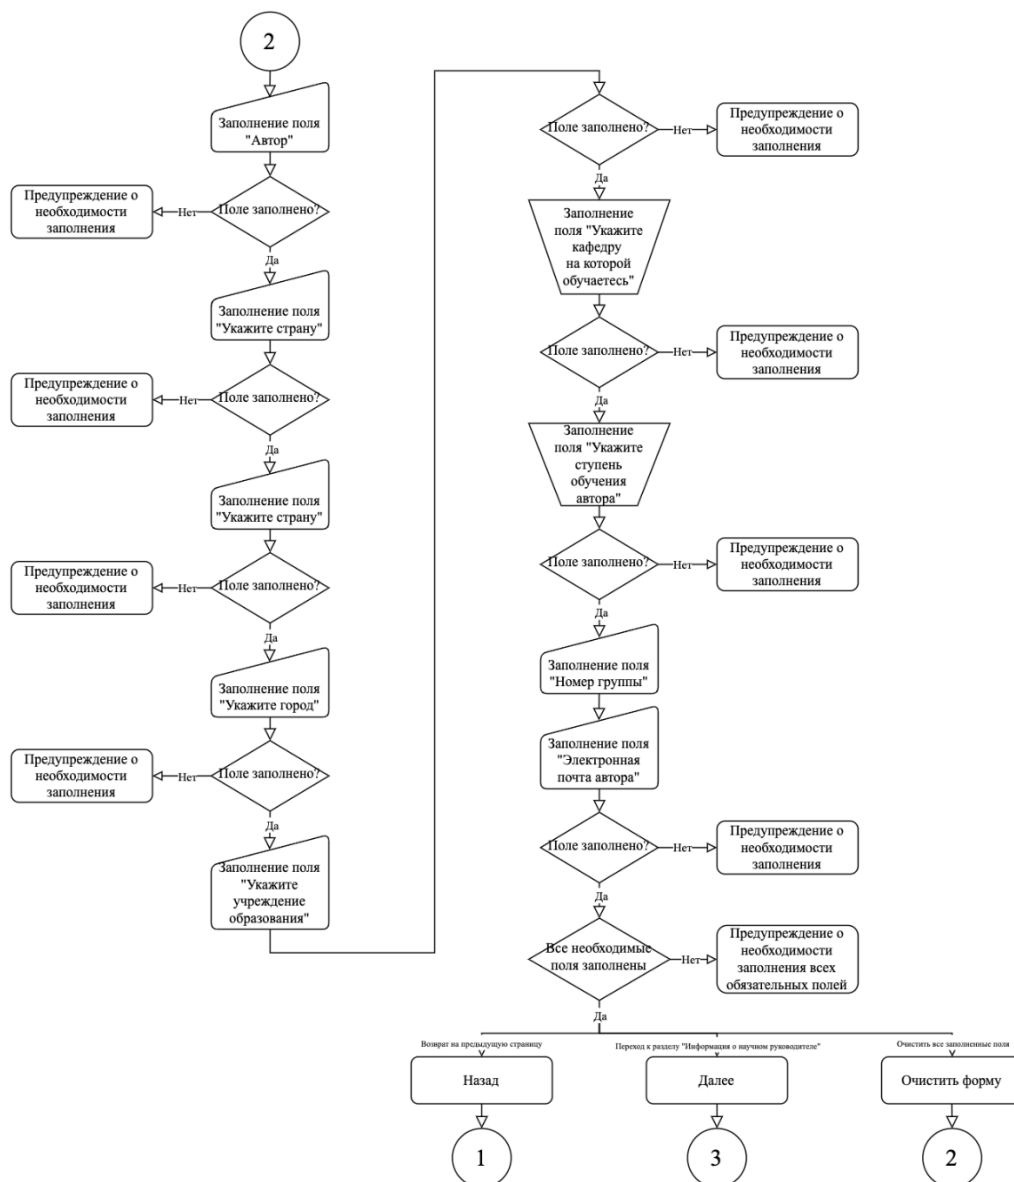 2
Заполнение поля
"Автор"
Поле заполнено?
Нет
Предупреждение о
необходимости
заполнения
Да
Заполнение поля
"Укажите страну"
Поле заполнено?
Нет
Предупреждение о
необходимости
заполнения
Да
Заполнение поля
"Укажите страну"
Поле заполнено?
Нет
Предупреждение о
необходимости
заполнения
Да
Заполнение поля
"Укажите город"
Поле заполнено?
Нет
Предупреждение о
необходимости
заполнения
Да
Заполнение поля
"Укажите
учреждение
образования"
Поле заполнено?
Нет
Предупреждение о
необходимости
заполнения
Да
Заполнение
поля "Укажите
кафедру
на которой
обучаетесь"
Поле заполнено?
Нет
Предупреждение о
необходимости
заполнения
Да
Заполнение
поля "Укажите
ступень
обучения
автора"
Поле заполнено?
Нет
Предупреждение о
необходимости
заполнения
Да
Заполнение поля
"Номер группы"
Заполнение поля
"Электронная
почта автора"
Поле заполнено?
Нет
Предупреждение о
необходимости
заполнения
Да
Все необходимые
поля заполнены
Нет
Предупреждение о
необходимости
заполнения всех
обязательных полей
Да
Возврат на предыдущую страницу
Назад
1
Переход к разделу "Информация о научном руководителе"
Далее
3
Очистить все заполненные поля
Очистить форму
2